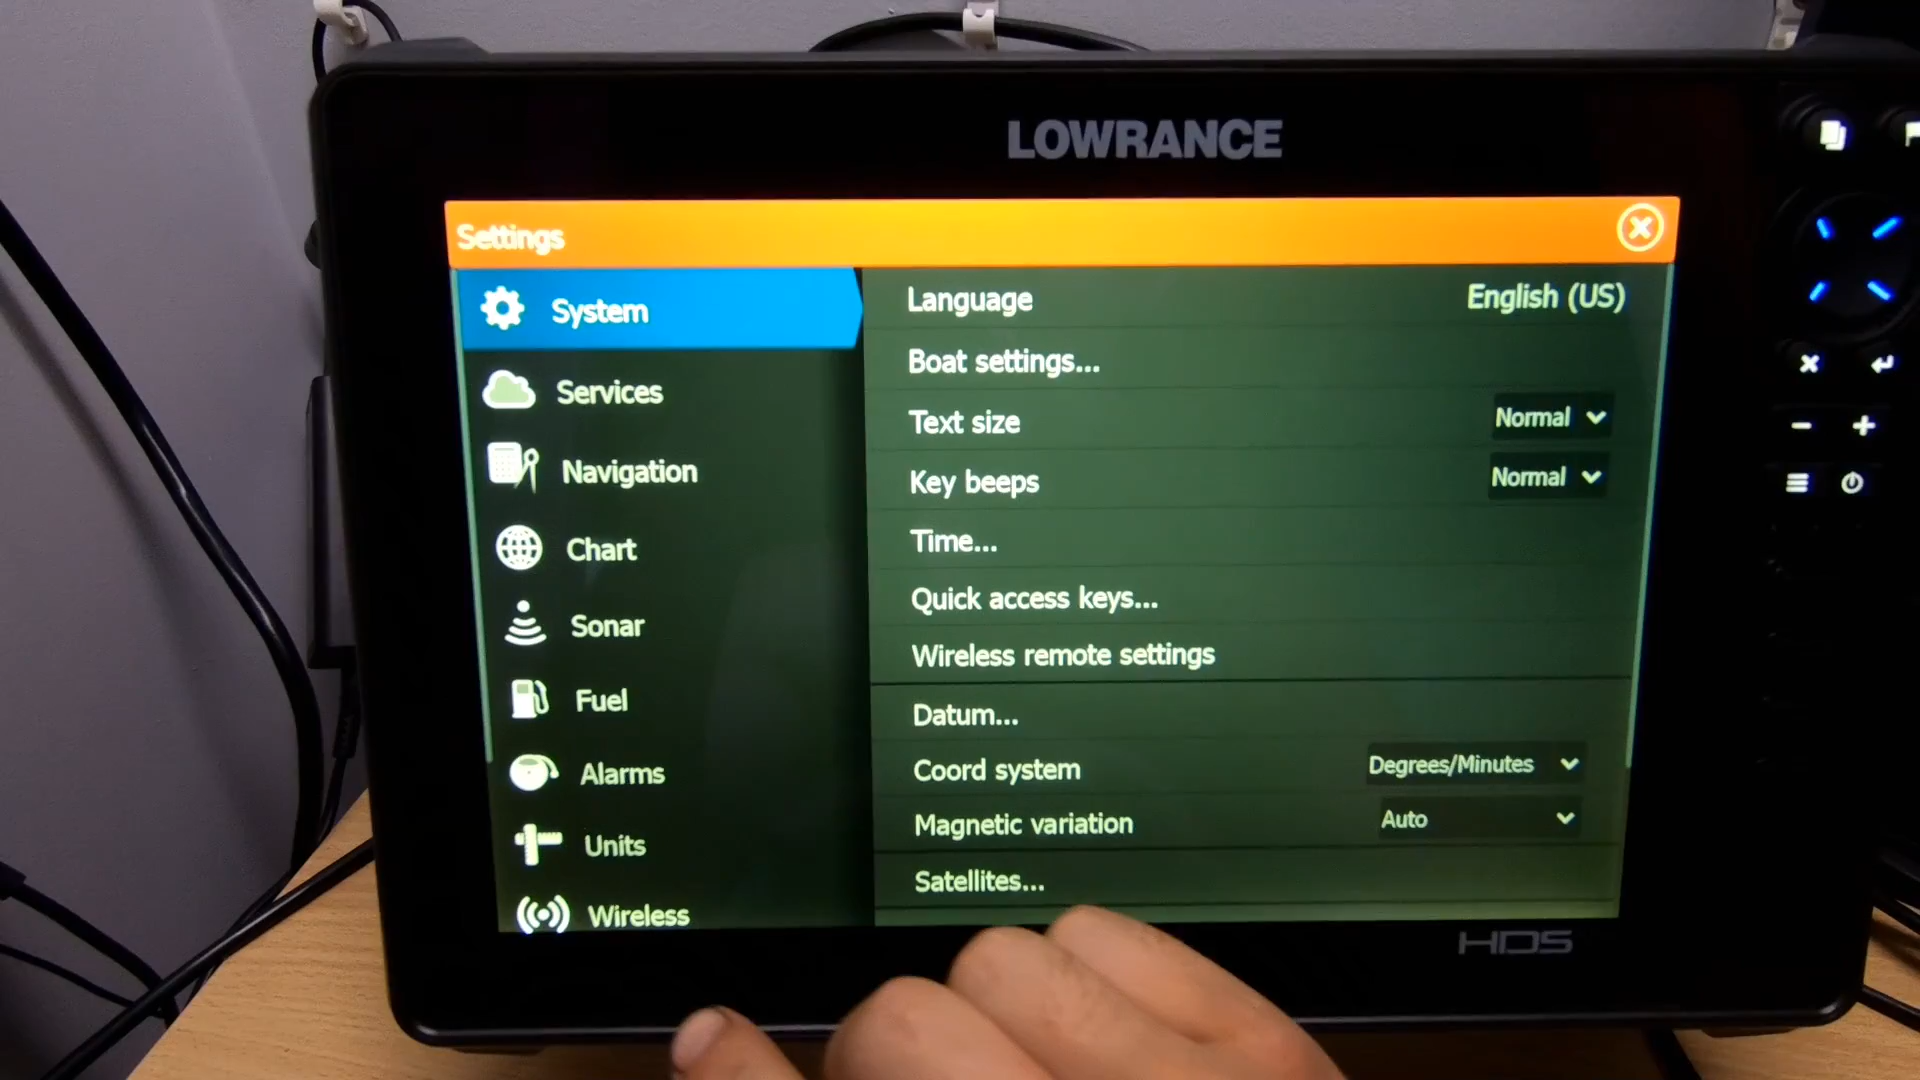 LOWRANCE
Settings
System
Services
Navigation
Chart
Sonar
Fuel
Alarms
Units
Wireless
Language English (US)
Boat settings...
Text size Normal
Key beeps Normal
Time...
Quick access keys...
Wireless remote settings
Datum...
Coord system Degrees/Minutes
Magnetic variation Auto
Satellites...
HDS